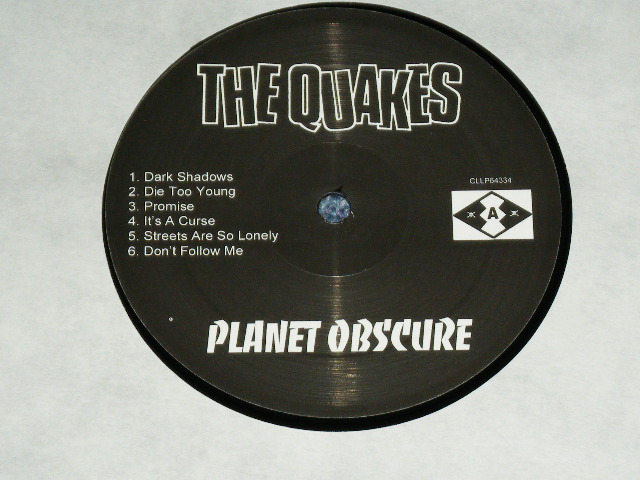 THE QUAKES
1. Dark Shadows
2. Die Too Young
3. Promise
4. It's A Curse
5. Streets Are So Lonely
6. Don't Follow Me
CLLP64334
A
PLANET OBSCURE